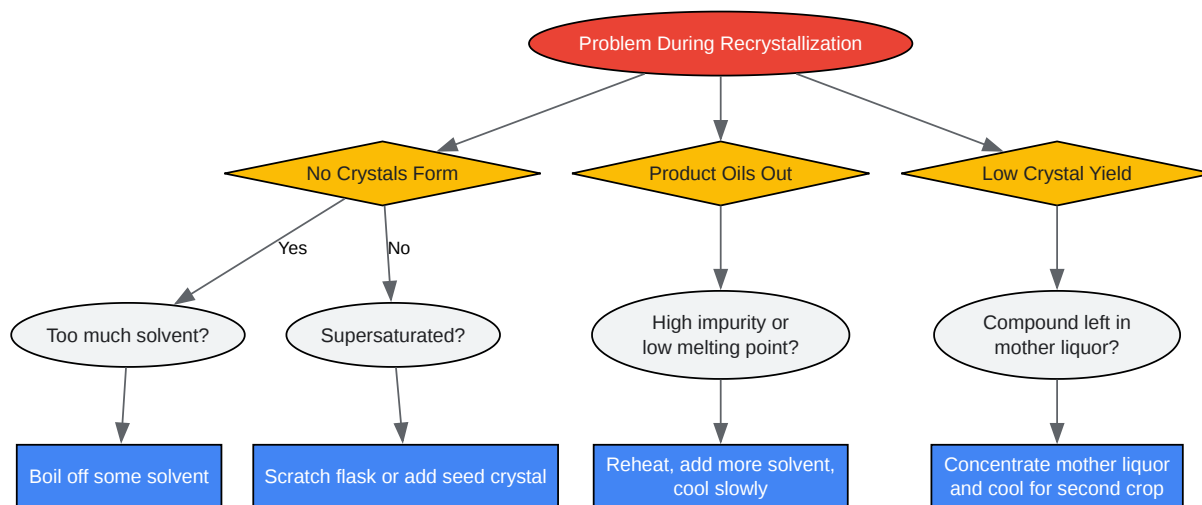 Problem During Recrystallization
No Crystals Form
Product Oils Out
Low Crystal Yield
Yes
No
Too much solvent?
Supersaturated?
High impurity or
low melting point?
Compound left in
mother liquor?
Boil off some solvent
Scratch flask or add seed crystal
Reheat, add more solvent,
cool slowly
Concentrate mother liquor
and cool for second crop